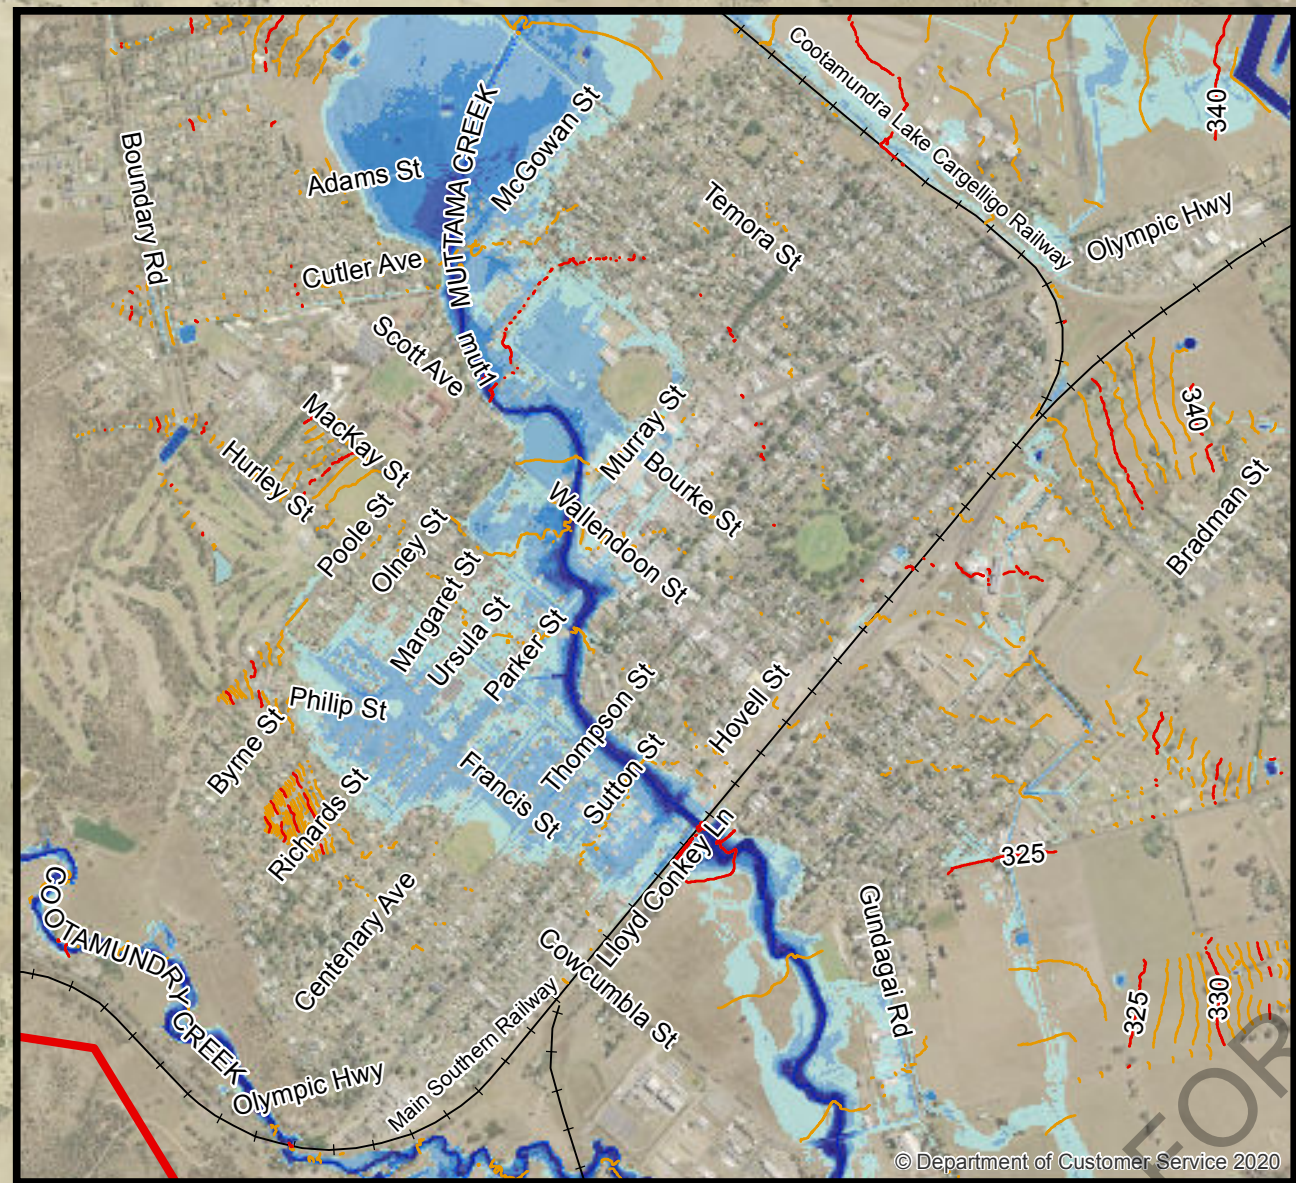 Cootamundra Lake Cargelligo Railway
340
MUTTAMA CREEK
McGowan St
Boundary Rd
Adams St
Temora St
Olympic Hwy
Cutler Ave
Scott Ave
mut1
MacKay St
Murray St
340
Hurley St
Bourke St
Bradman St
Poole St
Olney St
Wallendoon St
Margaret St
Ursula St
Parker St
Philip St
Thompson St
Hovell St
Byrne St
Francis St
Sutton St
Richards St
Lloyd Conkey Ln
325
COOTAMUNDRY CREEK
Centenary Ave
Gundagai Rd
Cowcumbla St
325
330
Main Southern Railway
Olympic Hwy
FOR
© Department of Customer Service 2020